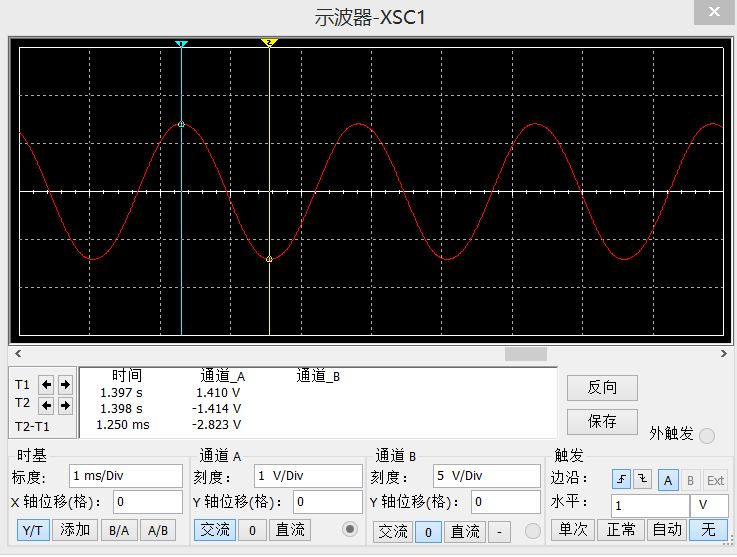 示波器-XSC1
1
2
时间 通道_A 通道_B
T1 1.397 s 1.410 V
T2 1.398 s -1.414 V
T2-T1 1.250 ms -2.823 V
反向
保存
外触发
时基
标度： 1 ms/Div
X 轴位移(格)： 0
Y/T 添加 B/A A/B
通道 A
刻度： 1 V/Div
Y 轴位移(格)： 0
交流 0 直流
通道 B
刻度： 5 V/Div
Y 轴位移(格)： 0
交流 0 直流 -
触发
边沿： A B Ext
水平： 1 V
单次 正常 自动 无